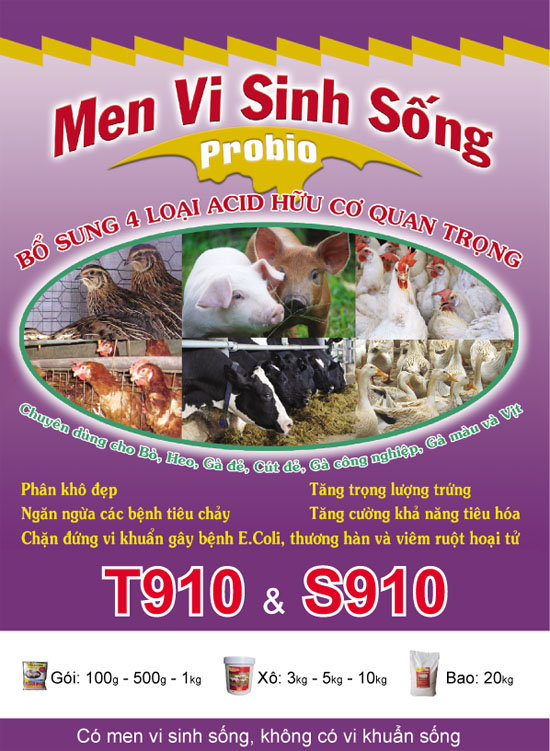 Men Vi Sinh Sống
Probio
BỔ SUNG 4 LOẠI ACID HỮU CƠ QUAN TRỌNG
Chuyên dùng cho Bò, Heo, Gà đẻ, Cút đẻ, Gà công nghiệp, Gà màu và Vịt
Phân khô đẹp
Tăng trọng lượng trứng
Ngăn ngừa các bệnh tiêu chảy
Tăng cường khả năng tiêu hóa
Chặn đứng vi khuẩn gây bệnh E.Coli, thương hàn và viêm ruột hoại tử
T910 & S910
Gói: 100g - 500g - 1kg
Xô: 3kg - 5kg - 10kg
Bao: 20kg
Có men vi sinh sống, không có vi khuẩn sống